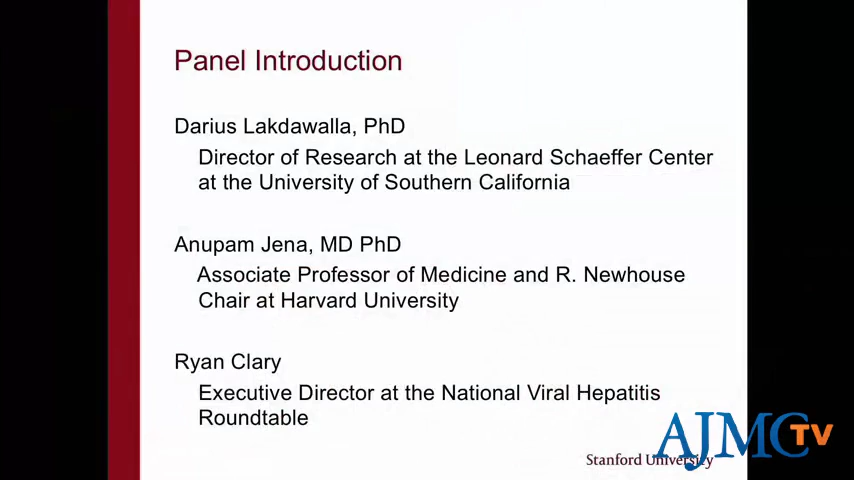 Panel Introduction
Darius Lakdawalla, PhD
Director of Research at the Leonard Schaeffer Center
at the University of Southern California
Anupam Jena, MD PhD
Associate Professor of Medicine and R. Newhouse
Chair at Harvard University
Ryan Clary
Executive Director at the National Viral Hepatitis
Roundtable
AJMC TV
Stanford University